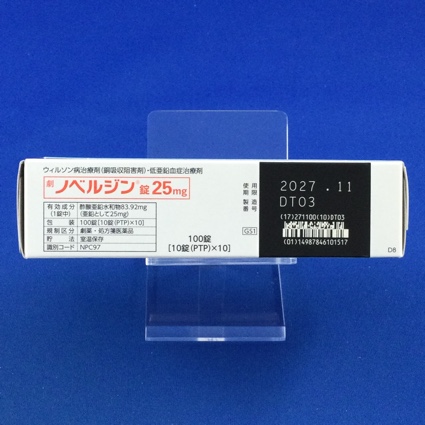 ウィルソン病治療剤(銅吸収阻害剤)・低亜鉛血症治療剤
劇 ノベルジン®錠25mg
有効成分(1錠中) 酢酸亜鉛水和物83.92mg(亜鉛として25mg)
包装 100錠[10錠(PTP)×10]
規制区分 劇薬・処方箋医薬品
貯法 室温保存
識別コード NPC97
100錠
[10錠(PTP)×10]
GS1
使用期限 2027.11
製造番号 DT03
(17)271100(10)DT03
(01)14987846101517
D8